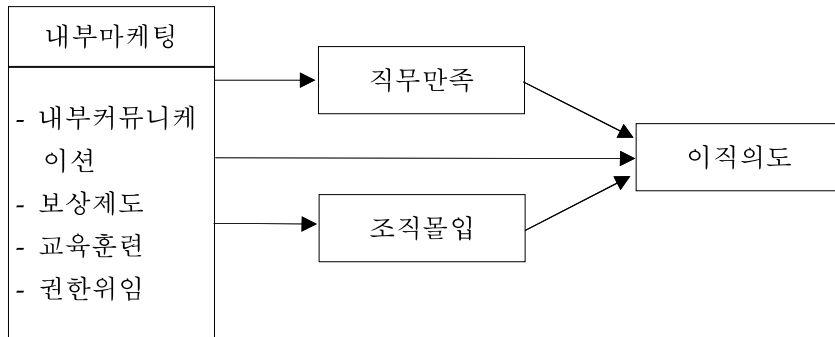 내부마케팅
- 내부커뮤니케
이션
- 보상제도
- 교육훈련
- 권한위임
직무만족
조직몰입
이직의도